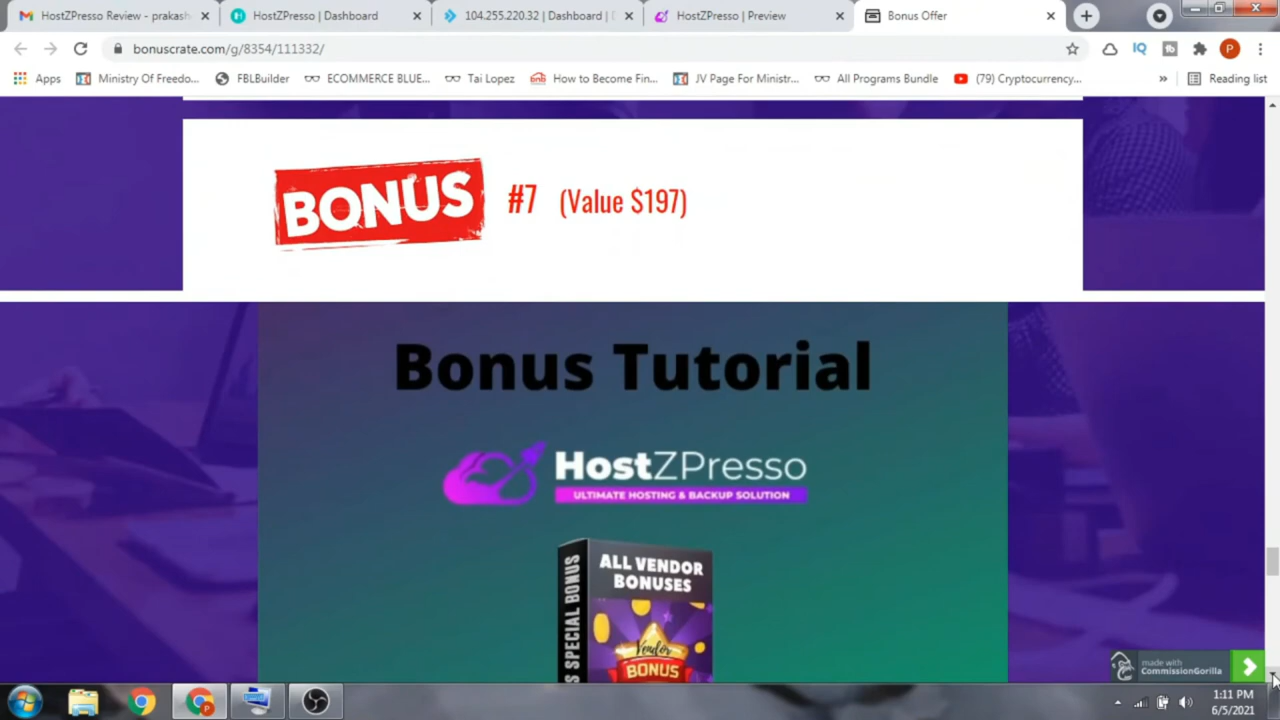 HostZPresso Review - prakash
HostZPresso | Dashboard
104.255.220.32 | Dashboard | D
HostZPresso | Preview
Bonus Offer
bonuscrate.com/g/8354/111332/
IQ
P
Apps
Ministry Of Freedo...
FBLBuilder
ECOMMERCE BLUE...
Tai Lopez
How to Become Fin...
JV Page For Ministr...
All Programs Bundle
(79) Cryptocurrency...
»
Reading list
BONUS #7 (Value $197)
Bonus Tutorial
HostZPresso
ULTIMATE HOSTING & BACKUP SOLUTION
ALL VENDOR
BONUSES
S SPECIAL BONUS
Vendor
BONUS
made with
CommissionGorilla
1:11 PM
6/5/2021